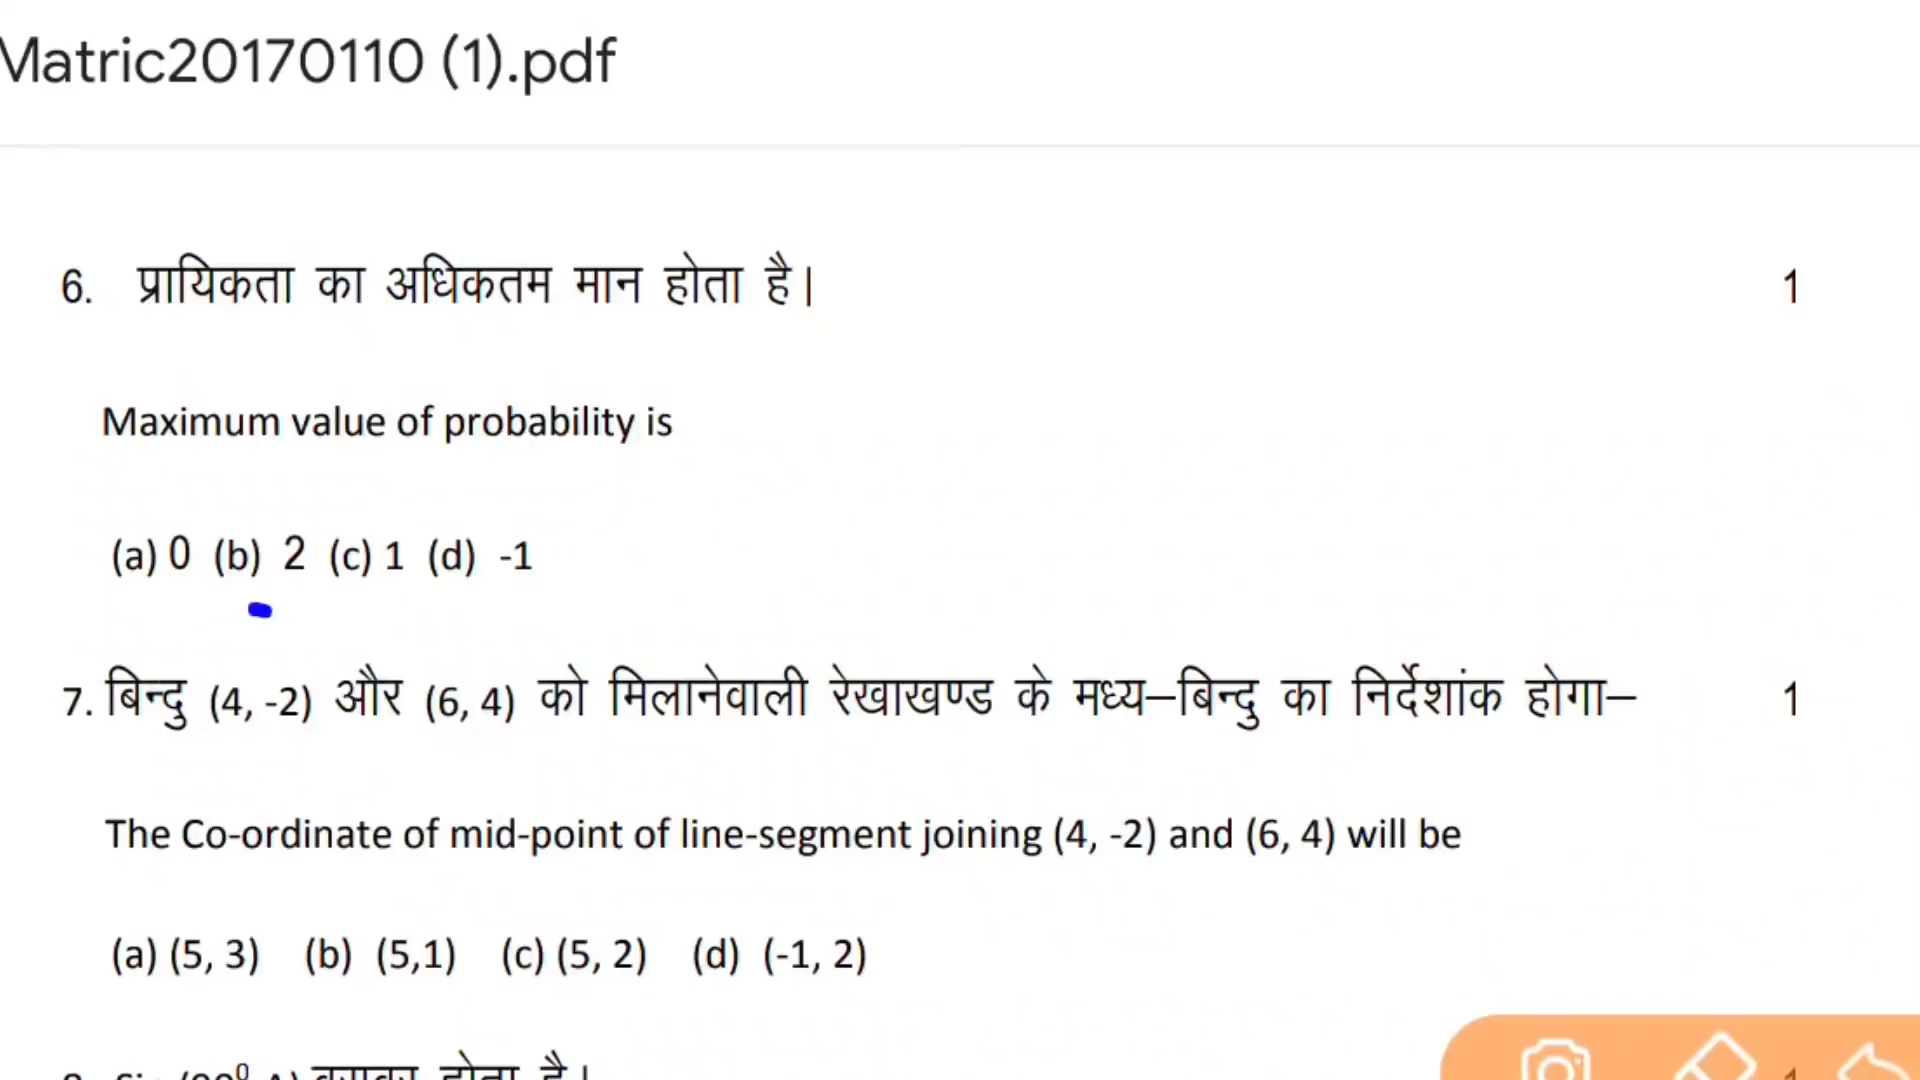 Matric20170110 (1).pdf
6. प्रायिकता का अधिकतम मान होता है। 1
Maximum value of probability is
(a) 0 (b) 2 (c) 1 (d) -1
7. बिन्दु (4, -2) और (6, 4) को मिलानेवाली रेखाखण्ड के मध्य–बिन्दु का निर्देशांक होगा– 1
The Co-ordinate of mid-point of line-segment joining (4, -2) and (6, 4) will be
(a) (5, 3) (b) (5,1) (c) (5, 2) (d) (-1, 2)
होता है।